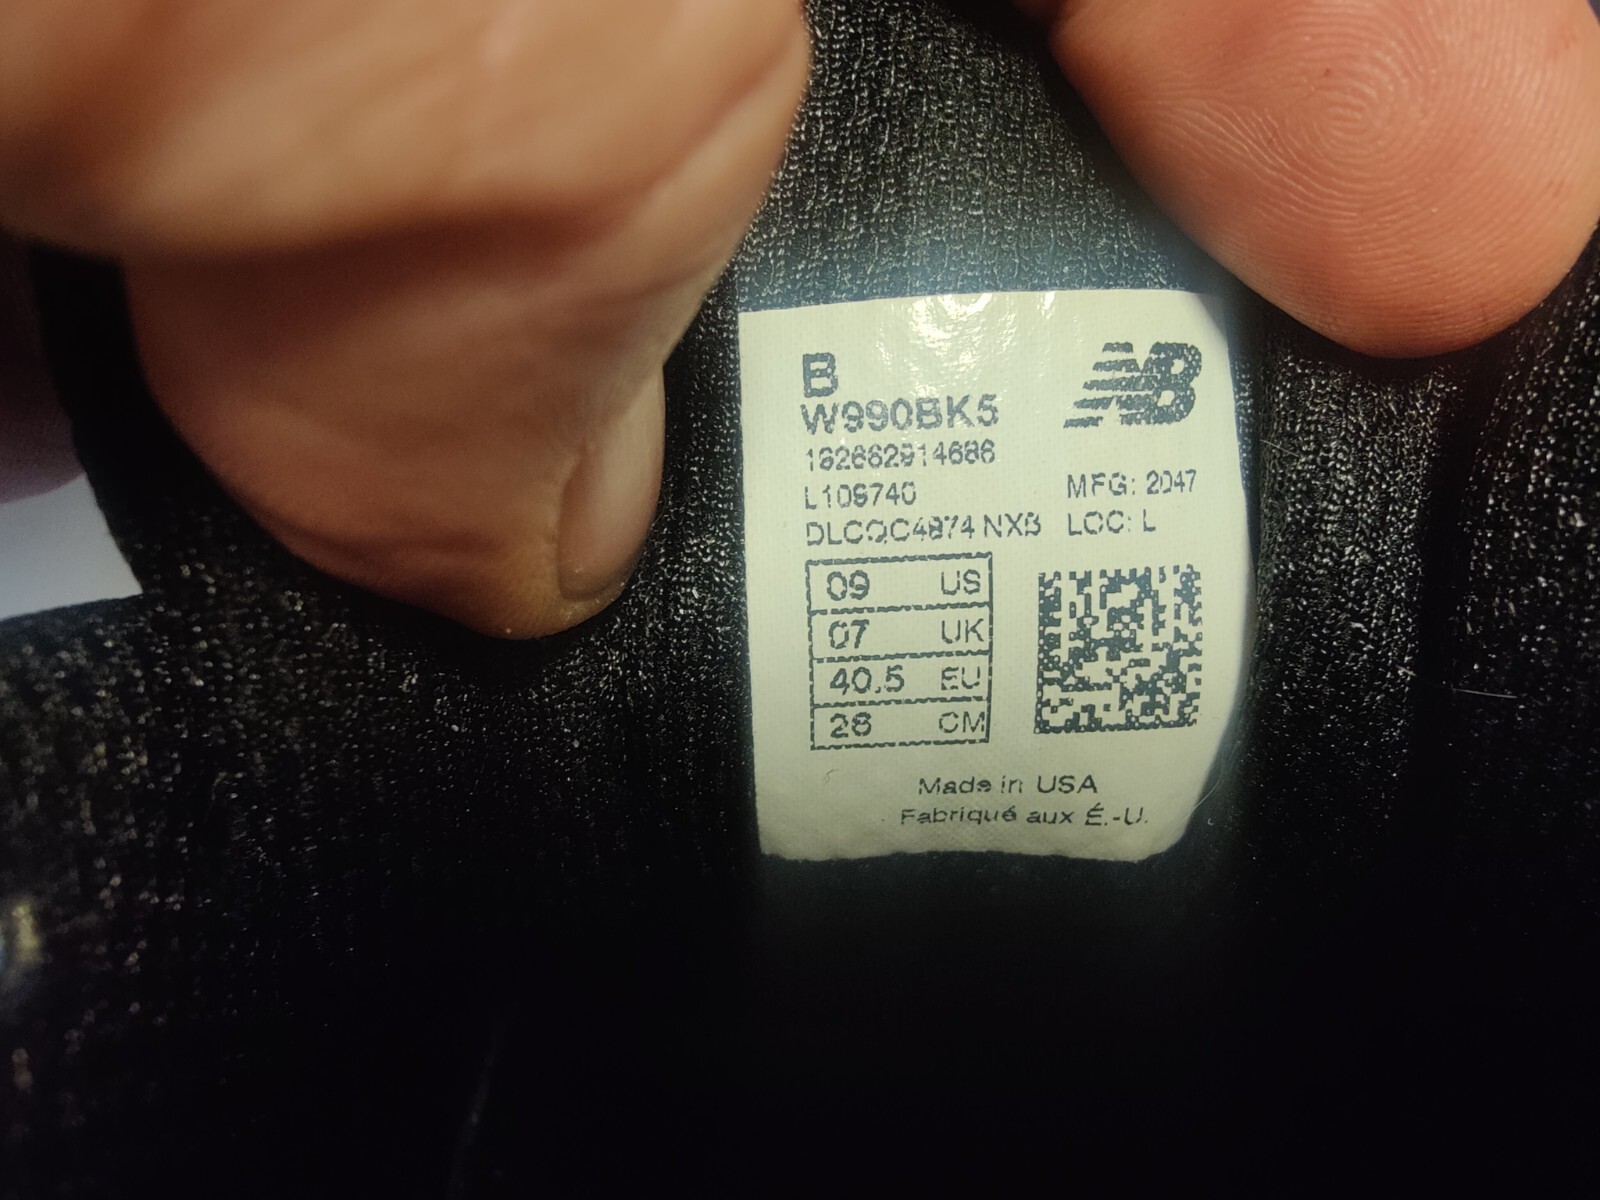 B
NB
W990BK5
192662914686
L109740 MFG: 2047
DLCQC4874 NXB LOC: L
09 US
07 UK
40.5 EU
26 CM
Made in USA
Fabriqué aux É.-U.